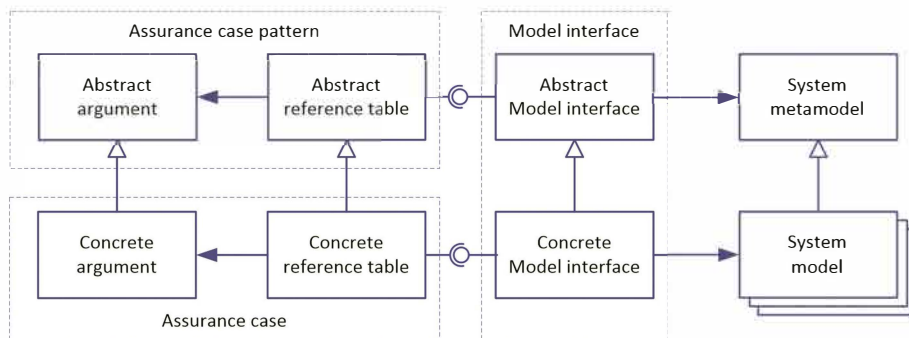 Assurance case pattern
Model interface
Abstract
argument
Abstract
reference table
Abstract
Model interface
System
metamodel
Concrete
argument
Concrete
reference table
Concrete
Model interface
System
model
Assurance case